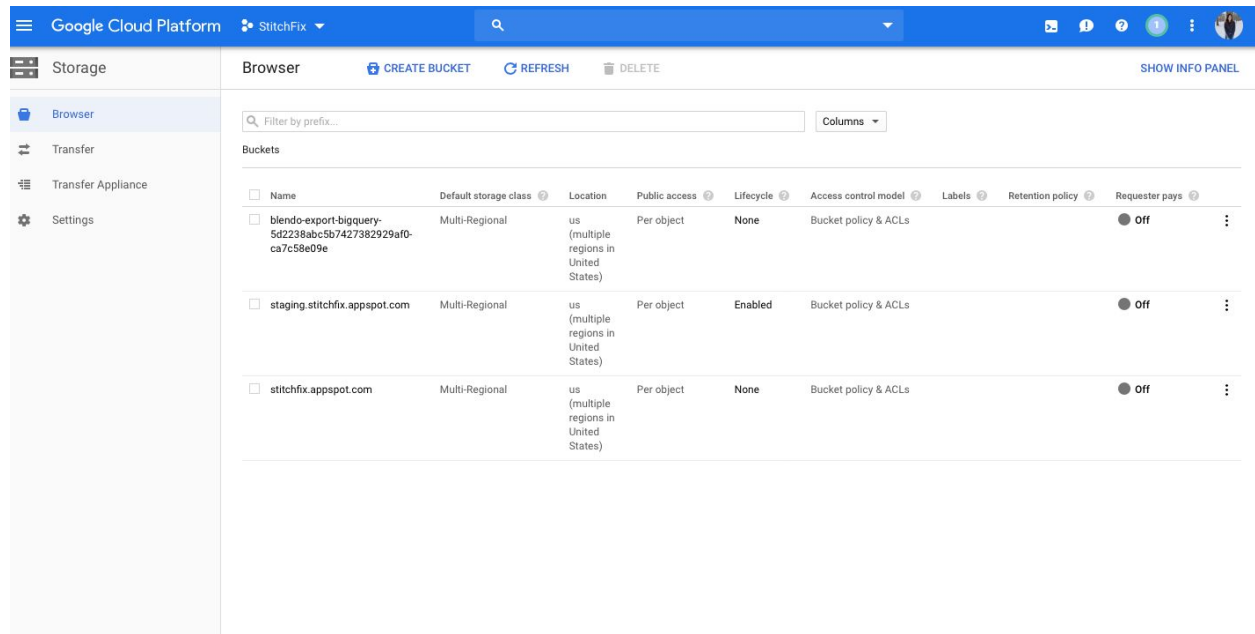 Google Cloud Platform StitchFix 1
Storage Browser CREATE BUCKET REFRESH DELETE SHOW INFO PANEL
Browser
Transfer
Transfer Appliance
Settings
Filter by prefix... Columns
Buckets
Name Default storage class Location Public access Lifecycle Access control model Labels Retention policy Requester pays
blendo-export-bigquery- Multi-Regional us Per object None Bucket policy & ACLs Off
5d2238abc5b7427382929af0- (multiple
ca7c58e09e regions in
United
States)
staging.stitchfix.appspot.com Multi-Regional us Per object Enabled Bucket policy & ACLs Off
(multiple
regions in
United
States)
stitchfix.appspot.com Multi-Regional us Per object None Bucket policy & ACLs Off
(multiple
regions in
United
States)